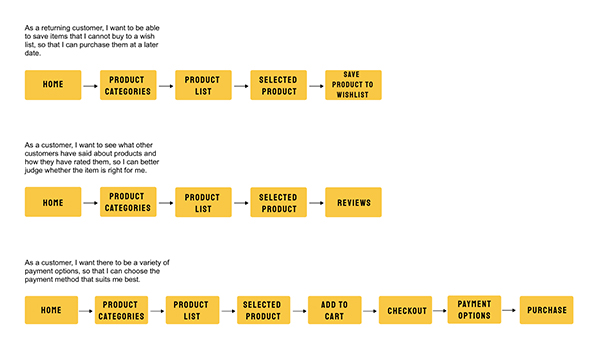 As a returning customer, I want to be able
to save items that I cannot buy to a wish
list, so that I can purchase them at a later
date.
HOME
PRODUCT
CATEGORIES
PRODUCT
LIST
SELECTED
PRODUCT
SAVE
PRODUCT TO
WISHLIST
As a customer, I want to see what other
customers have said about products and
how they have rated them, so I can better
judge whether the item is right for me.
HOME
PRODUCT
CATEGORIES
PRODUCT
LIST
SELECTED
PRODUCT
REVIEWS
As a customer, I want there to be a variety of
payment options, so that I can choose the
payment method that suits me best.
HOME
PRODUCT
CATEGORIES
PRODUCT
LIST
SELECTED
PRODUCT
ADD TO
CART
CHECKOUT
PAYMENT
OPTIONS
PURCHASE